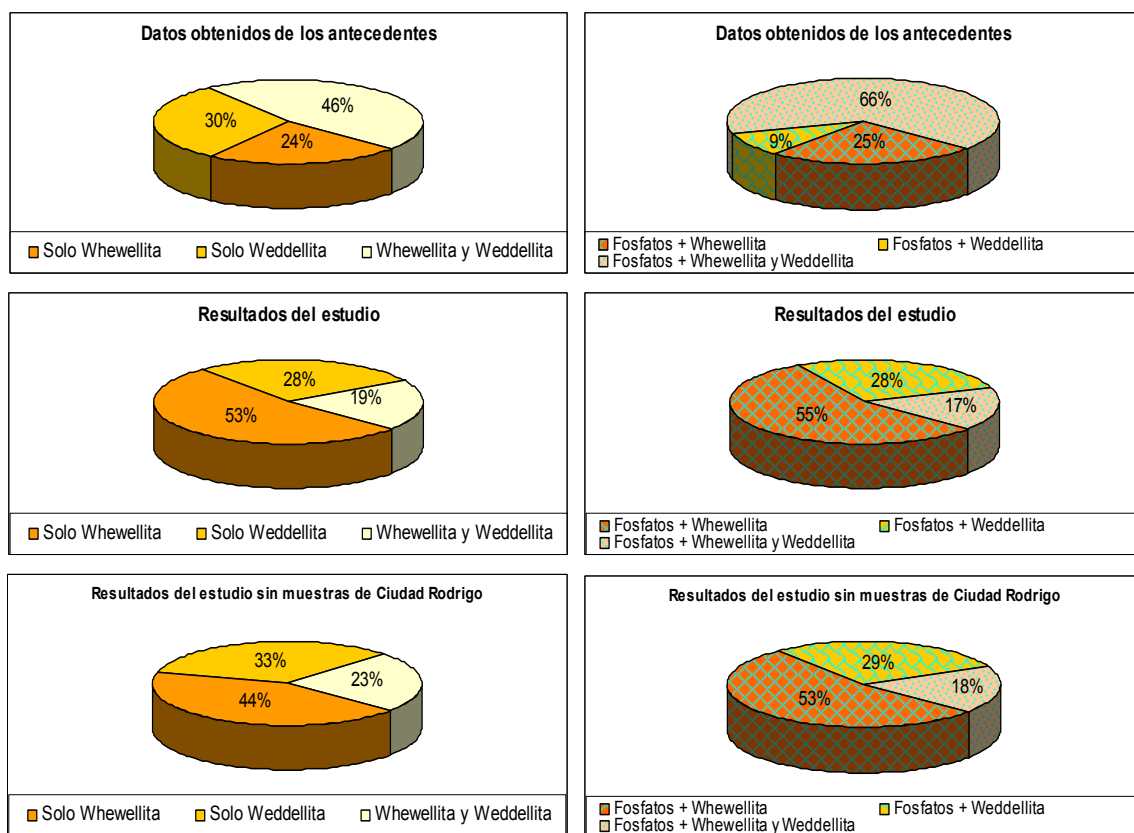 Datos obtenidos de los antecedentes
46%
30%
24%
Solo Whewellita Solo Weddellita Whewellita y Weddellita
Datos obtenidos de los antecedentes
66%
9%
25%
Fosfatos + Whewellita Fosfatos + Weddellita
Fosfatos + Whewellita y Weddellita
Resultados del estudio
28%
19%
53%
Solo Whewellita Solo Weddellita Whewellita y Weddellita
Resultados del estudio
28%
17%
55%
Fosfatos + Whewellita Fosfatos + Weddellita
Fosfatos + Whewellita y Weddellita
Resultados del estudio sin muestras de Ciudad Rodrigo
33%
23%
44%
Solo Whewellita Solo Weddellita Whewellita y Weddellita
Resultados del estudio sin muestras de Ciudad Rodrigo
29%
18%
53%
Fosfatos + Whewellita Fosfatos + Weddellita
Fosfatos + Whewellita y Weddellita